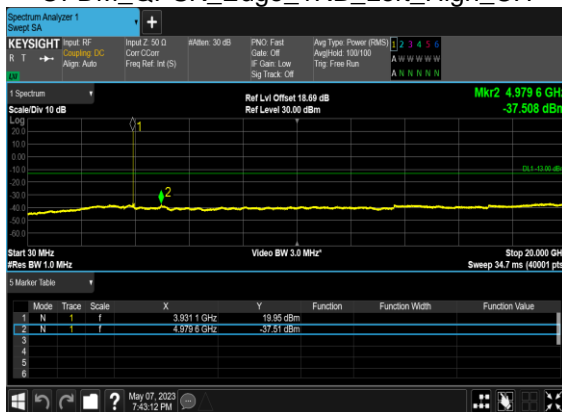 Spectrum Analyzer 1
Swept SA
+
KEYSIGHT Input: RF Input Z: 50 Ω #Atten: 30 dB PNO: Fast Avg Type: Power (RMS) 1 2 3 4 5 6
R T Coupling: DC Corr CCorr Gate: Off Avg|Hold: 100/100 A W W W W W
Align: Auto Freq Ref: Int (S) IF Gain: Low Trig: Free Run
Sig Track: Off A N N N N N
1 Spectrum Ref Lvl Offset 18.69 dB Mkr2 4.979 6 GHz
Scale/Div 10 dB Ref Level 30.00 dBm -37.508 dBm
Log
20.0
1
10.0
0.00
-10.0 DL1 -13.00 dB
-20.0
2
-30.0
-40.0
-50.0
-60.0
Start 30 MHz Video BW 3.0 MHz* Stop 20.000 GH
#Res BW 1.0 MHz Sweep 34.7 ms (40001 pts
5 Marker Table
Mode Trace Scale X Y Function Function Width Function Value
1 N 1 f 3.931 1 GHz 19.95 dBm
2 N 1 f 4.979 6 GHz -37.51 dBm
3
4
5
6
? May 07, 2023
7:43:12 PM